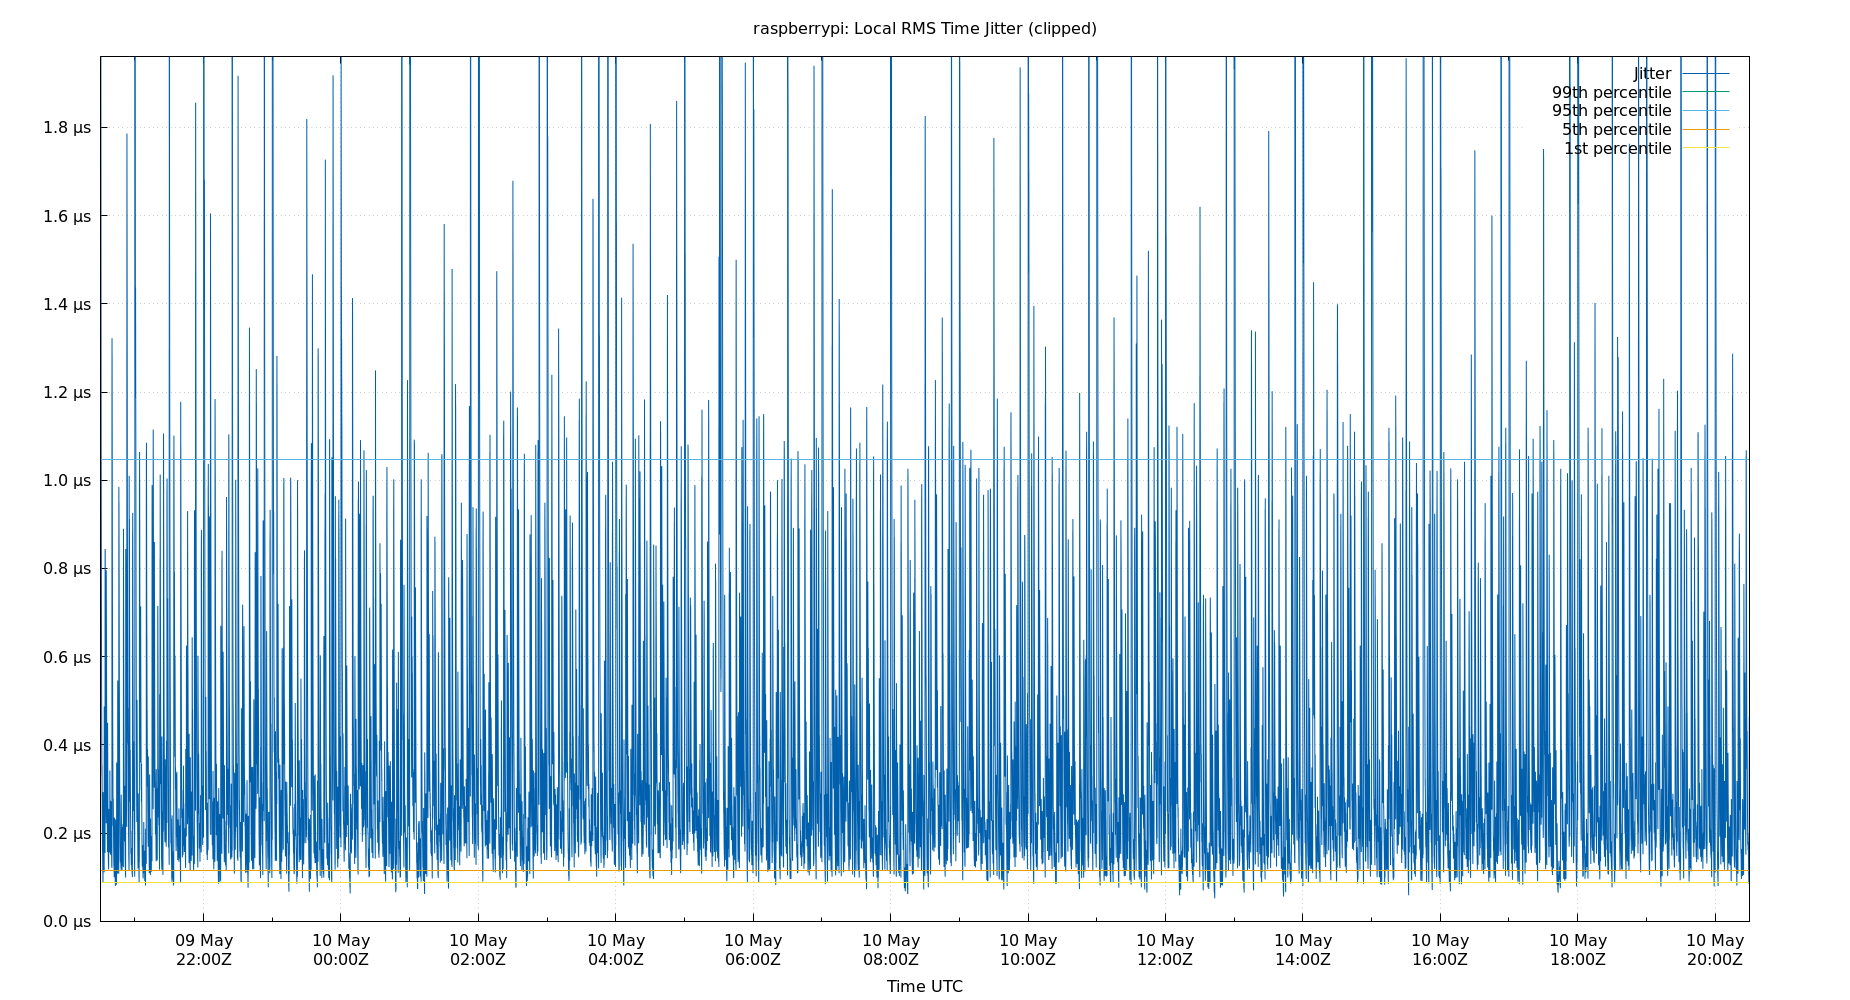 raspberrypi: Local RMS Time Jitter (clipped)
Jitter
99th percentile
95th percentile
5th percentile
1st percentile
1.8 µs
1.6 µs
1.4 µs
1.2 µs
1.0 µs
0.8 µs
0.6 µs
0.4 µs
0.2 µs
0.0 µs
09 May 10 May 10 May 10 May 10 May 10 May 10 May 10 May 10 May 10 May 10 May 10 May
22:00Z 00:00Z 02:00Z 04:00Z 06:00Z 08:00Z 10:00Z 12:00Z 14:00Z 16:00Z 18:00Z 20:00Z
Time UTC